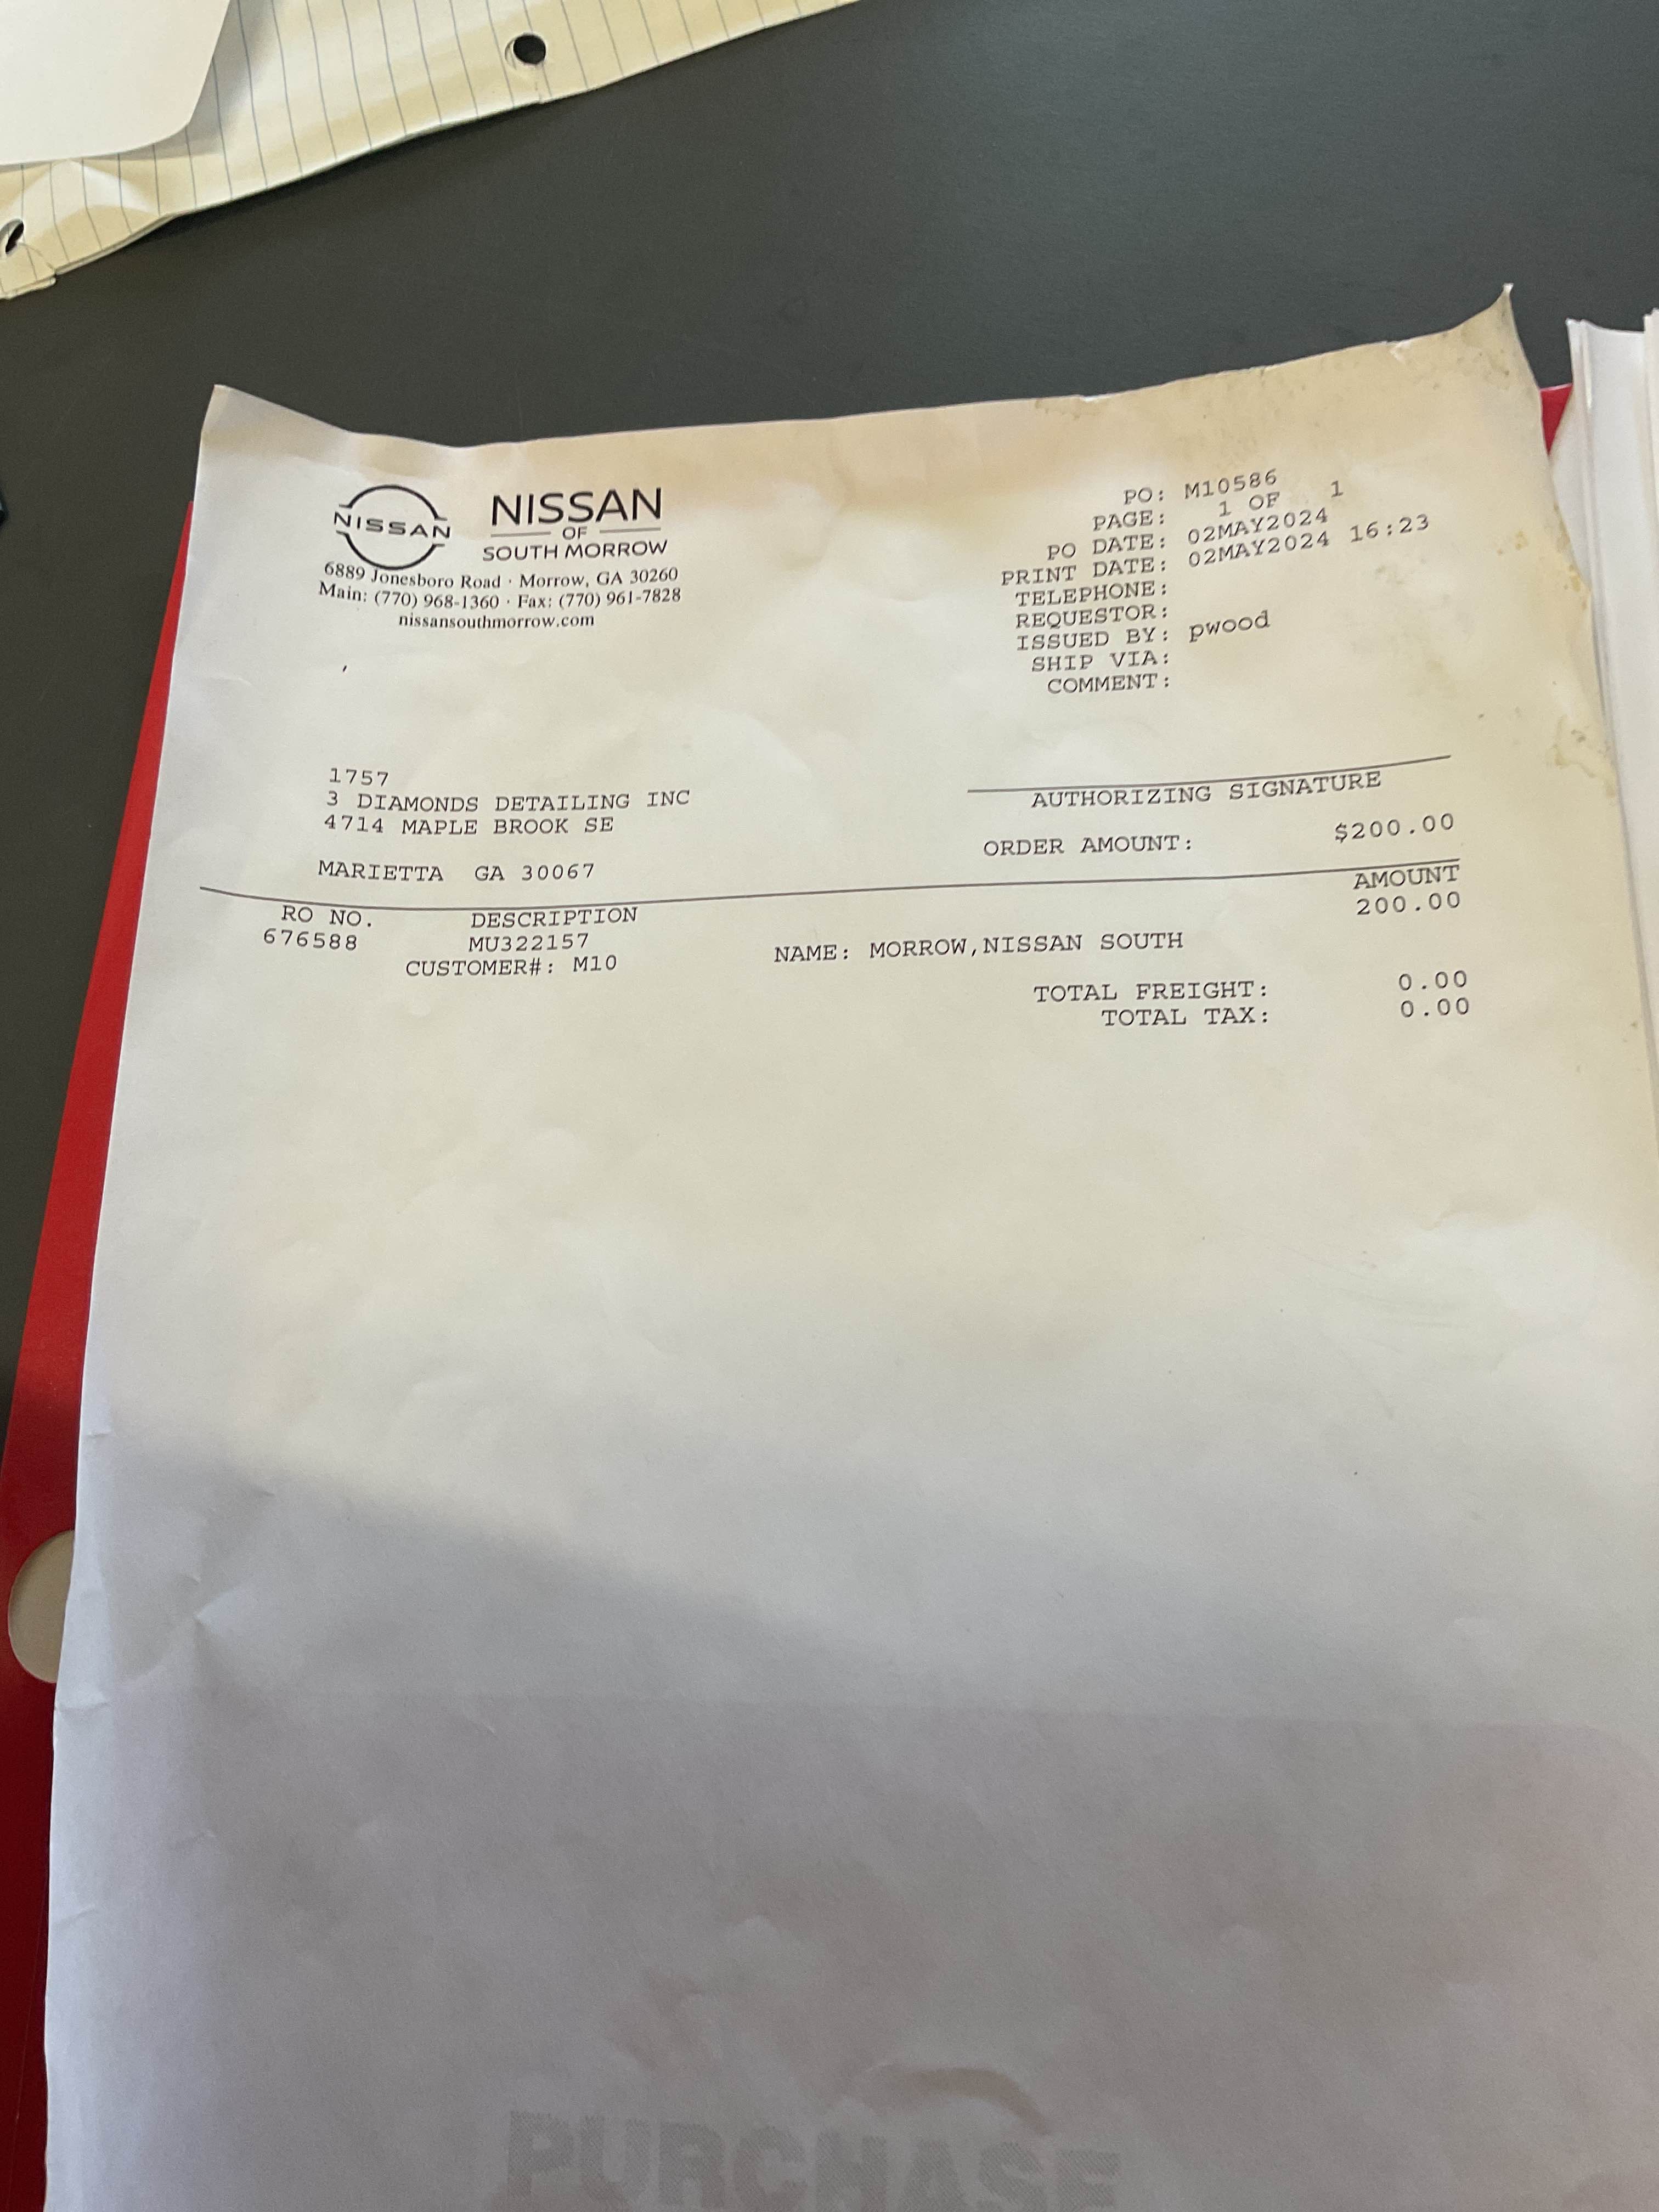 NISSAN
NISSAN
OF
SOUTH MORROW
6889 Jonesboro Road · Morrow, GA 30260
Main: (770) 968-1360 · Fax: (770) 961-7828
nissansouthmorrow.com
PO: M10586
PAGE: 1 OF 1
PO DATE: 02MAY2024
PRINT DATE: 02MAY2024 16:23
TELEPHONE:
REQUESTOR:
ISSUED BY: pwood
SHIP VIA:
COMMENT:
1757
3 DIAMONDS DETAILING INC
4714 MAPLE BROOK SE
MARIETTA GA 30067
AUTHORIZING SIGNATURE
ORDER AMOUNT: $200.00
RO NO. DESCRIPTION AMOUNT
676588 MU322157 200.00
CUSTOMER#: M10 NAME: MORROW,NISSAN SOUTH
TOTAL FREIGHT: 0.00
TOTAL TAX: 0.00
PURCHASE